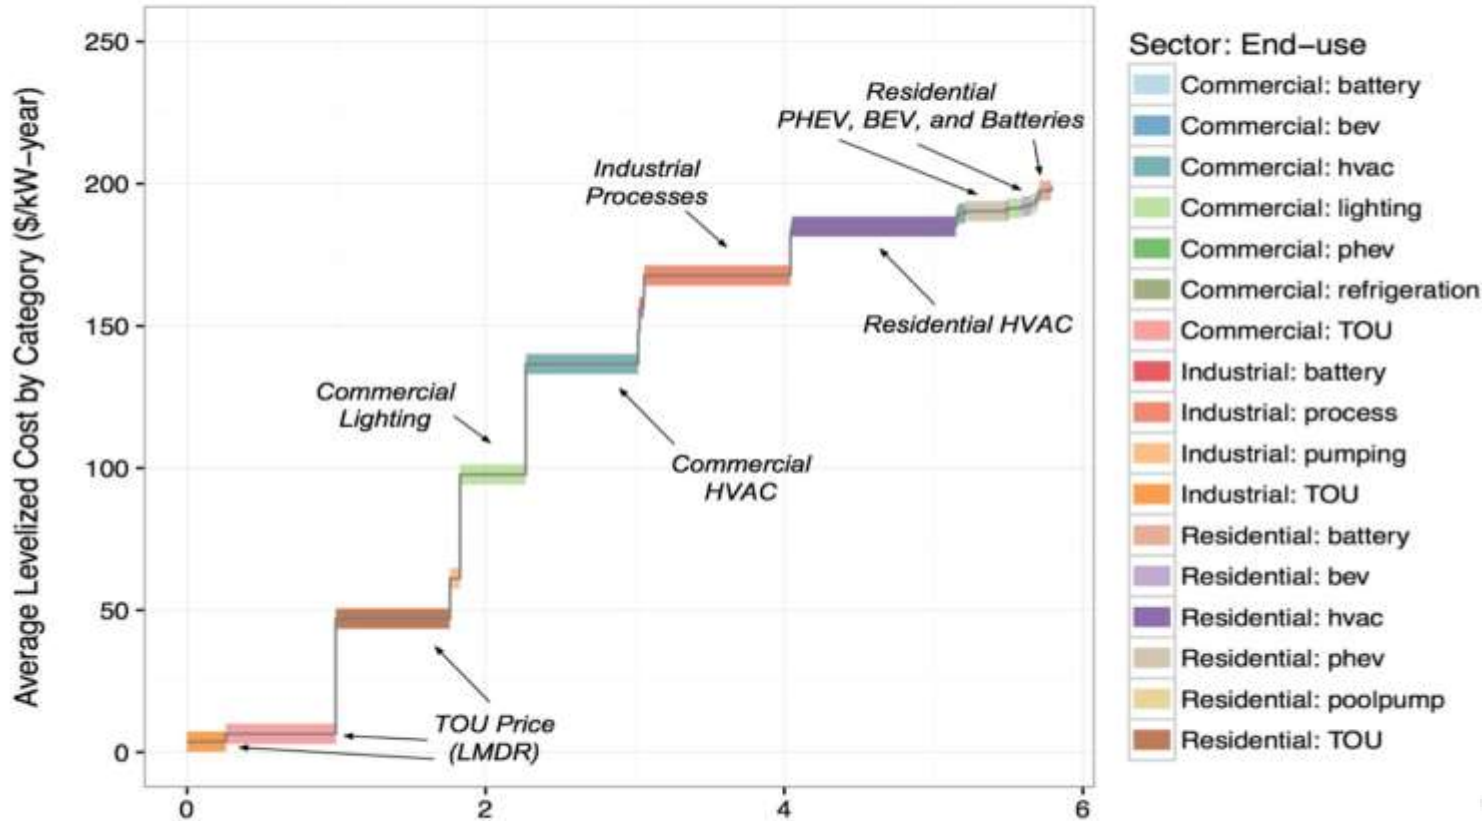 Average Levelized Cost by Category ($/kW−year)
250
200
150
100
50
0
0
2
4
6
Residential
PHEV, BEV, and Batteries
Industrial
Processes
Residential HVAC
Commercial
Lighting
Commercial
HVAC
TOU Price
(LMDR)
Sector: End−use
Commercial: battery
Commercial: bev
Commercial: hvac
Commercial: lighting
Commercial: phev
Commercial: refrigeration
Commercial: TOU
Industrial: battery
Industrial: process
Industrial: pumping
Industrial: TOU
Residential: battery
Residential: bev
Residential: hvac
Residential: phev
Residential: poolpump
Residential: TOU